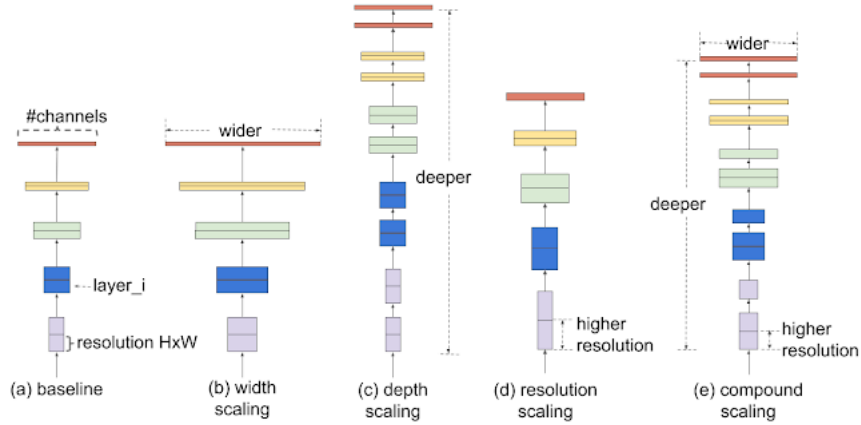 #channels
layer_i
resolution HxW
(a) baseline
wider
(b) width
scaling
deeper
(c) depth
scaling
higher
resolution
(d) resolution
scaling
wider
deeper
higher
resolution
(e) compound
scaling